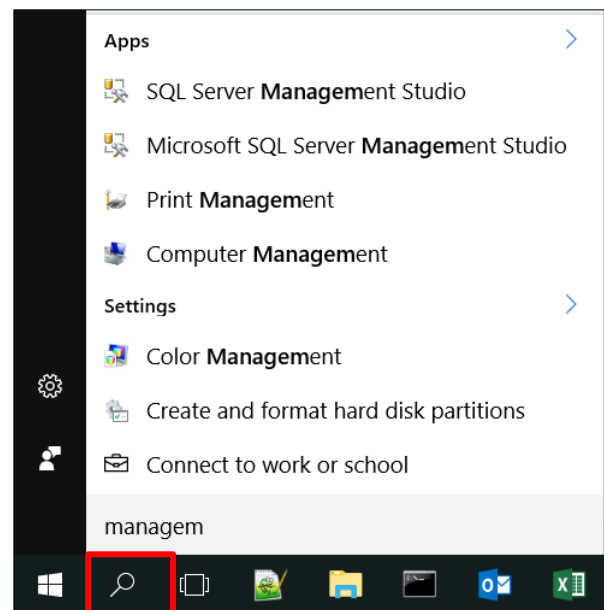 Apps
SQL Server Management Studio
Microsoft SQL Server Management Studio
Print Management
Computer Management
Settings
Color Management
Create and format hard disk partitions
Connect to work or school
managem